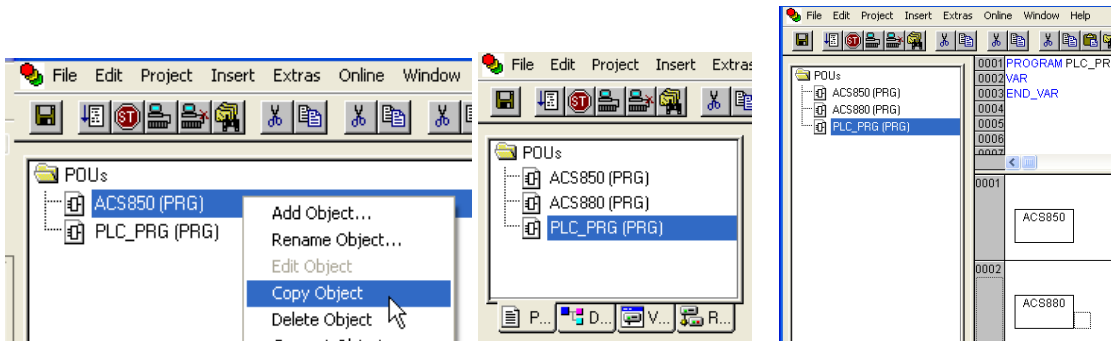 File Edit Project Insert Extras Online Window
POUs
ACS850 (PRG)
PLC_PRG (PRG)
Add Object...
Rename Object...
Edit Object
Copy Object
Delete Object
File Edit Project Insert Extras
POUs
ACS850 (PRG)
ACS880 (PRG)
PLC_PRG (PRG)
P... D... V... R...
File Edit Project Insert Extras Online Window Help
POUs
ACS850 (PRG)
ACS880 (PRG)
PLC_PRG (PRG)
0001 PROGRAM PLC_PR
0002 VAR
0003 END_VAR
0004
0005
0006
0007
0001
ACS850
0002
ACS880